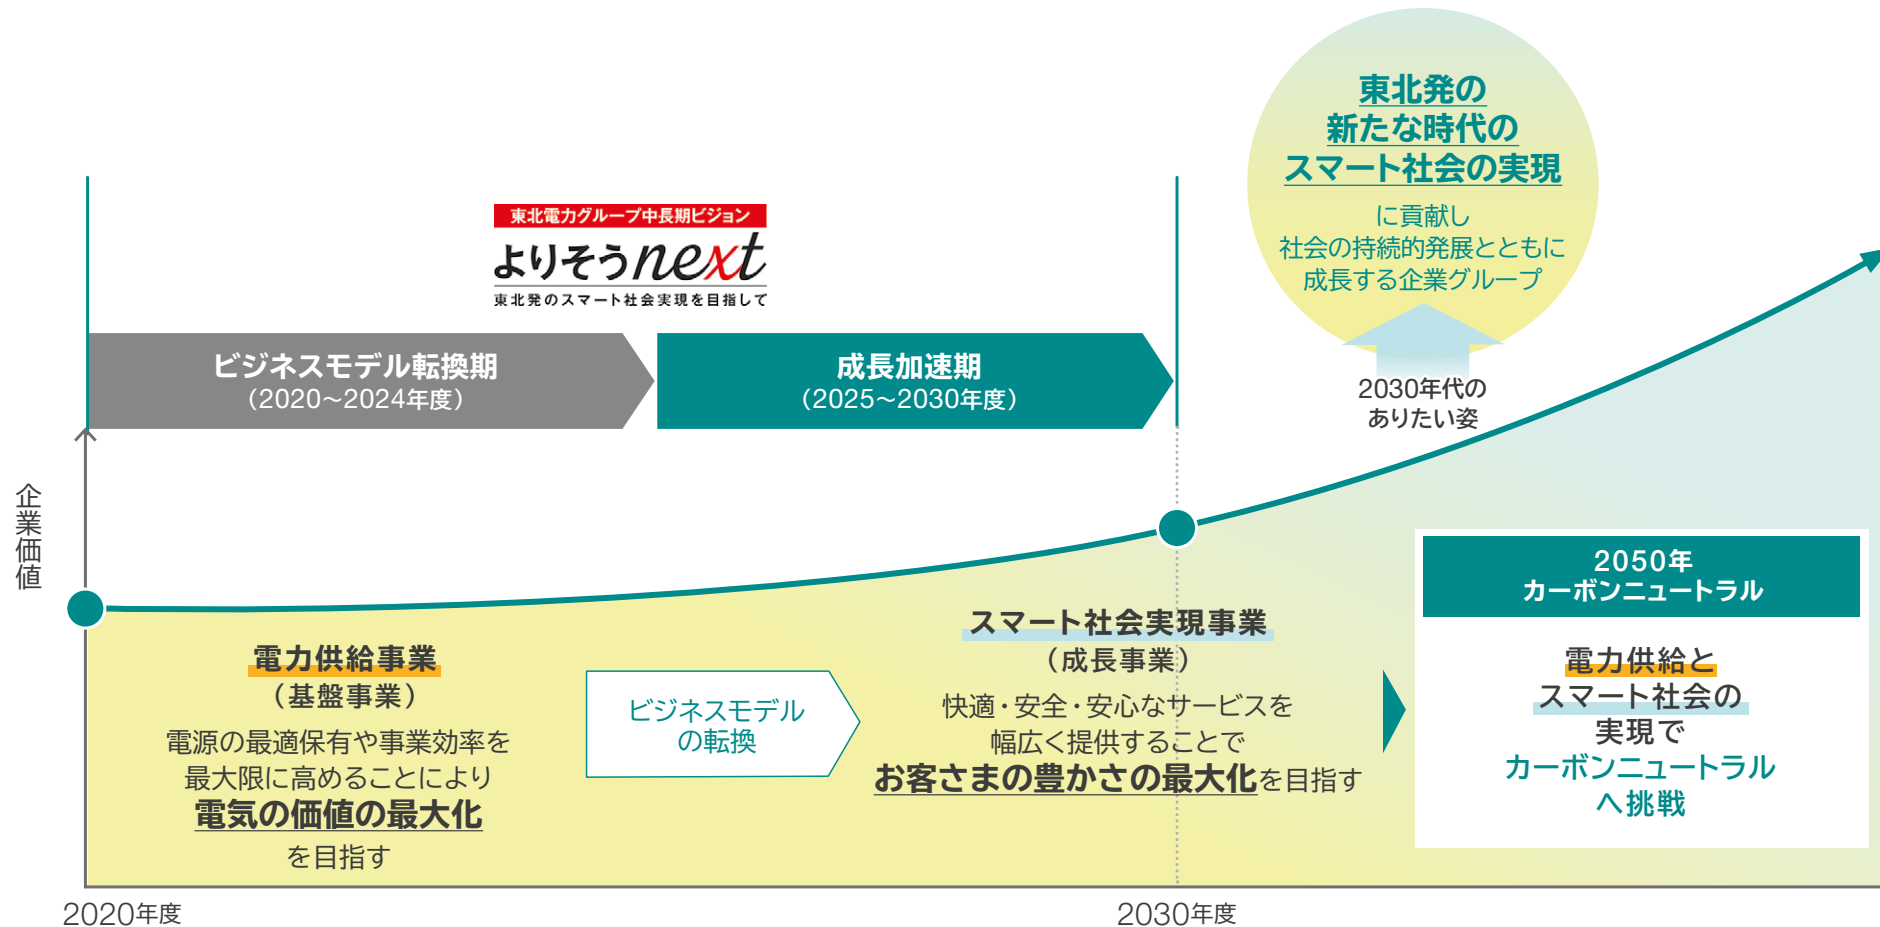 東北発の
新たな時代の
スマート社会の実現
に貢献し
社会の持続的発展とともに
成長する企業グループ
2030年代の
ありたい姿
東北電力グループ中長期ビジョン
よりそうnext
東北発のスマート社会実現を目指して
ビジネスモデル転換期
（2020～2024年度）
成長加速期
（2025～2030年度）
企業価値
電力供給事業
（基盤事業）
電源の最適保有や事業効率を
最大限に高めることにより
電気の価値の最大化
を目指す
ビジネスモデル
の転換
スマート社会実現事業
（成長事業）
快適・安全・安心なサービスを
幅広く提供することで
お客さまの豊かさの最大化を目指す
2050年
カーボンニュートラル
電力供給と
スマート社会の
実現で
カーボンニュートラル
へ挑戦
2020年度
2030年度